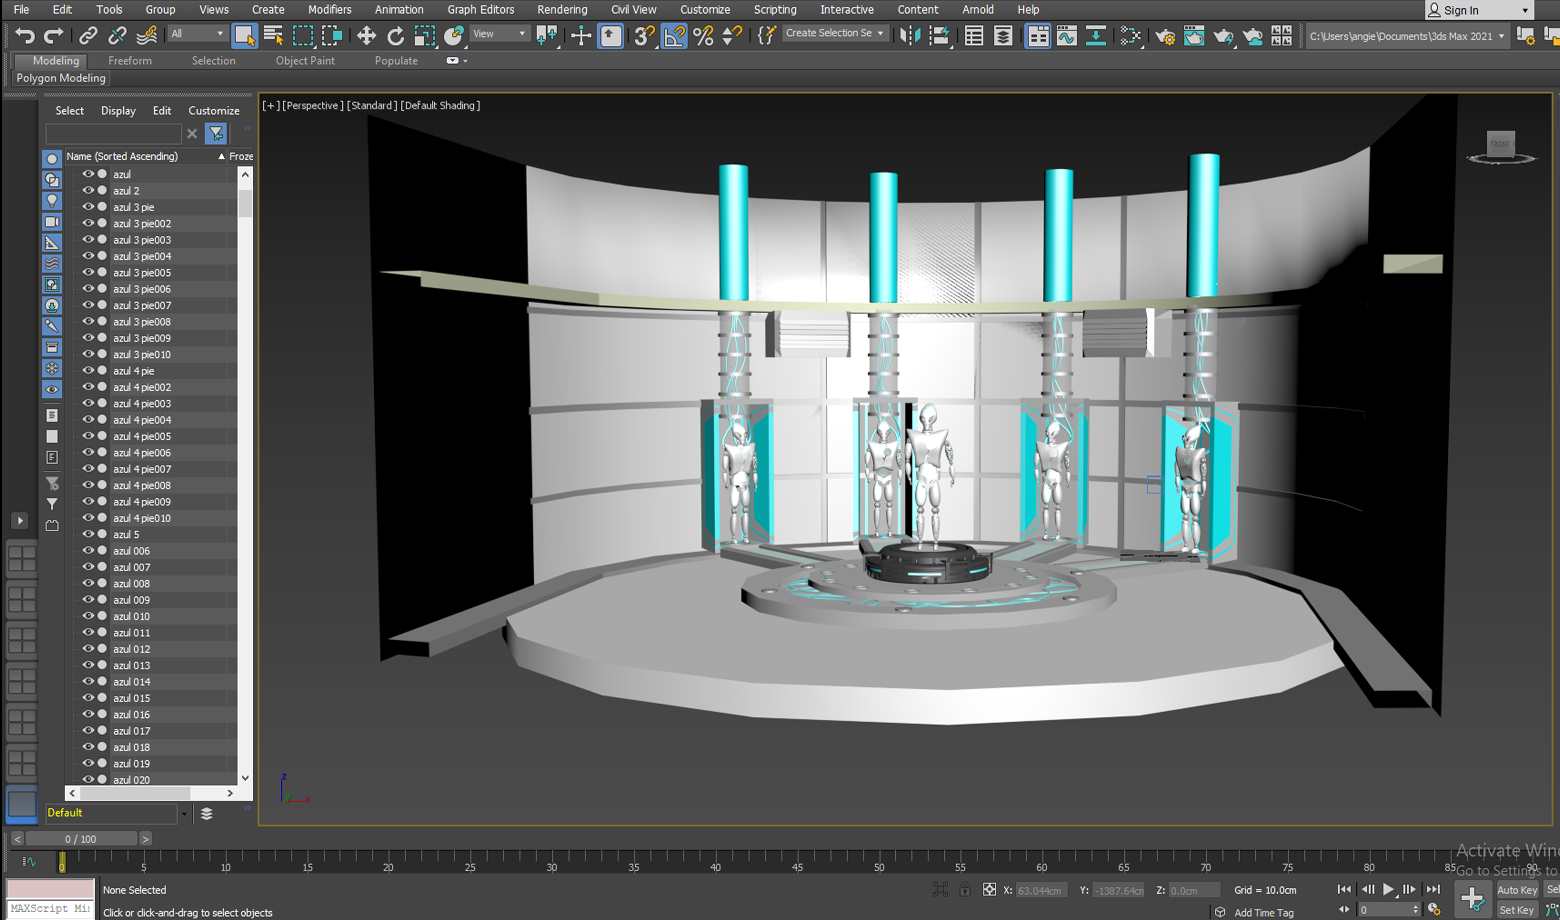 File Edit Tools Group Views Create Modifiers Animation Graph Editors Rendering Civil View Customize Scripting Interactive Content Arnold Help Sign In
All View Create Selection Se C:\Users\angie\Documents\3ds Max 2021
Modeling Freeform Selection Object Paint Populate
Polygon Modeling
Select Display Edit Customize
[+] [Perspective] [Standard] [Default Shading]
FRONT
Name (Sorted Ascending) Froze
azul
azul 2
azul 3 pie
azul 3 pie002
azul 3 pie003
azul 3 pie004
azul 3 pie005
azul 3 pie006
azul 3 pie007
azul 3 pie008
azul 3 pie009
azul 3 pie010
azul 4 pie
azul 4 pie002
azul 4 pie003
azul 4 pie004
azul 4 pie005
azul 4 pie006
azul 4 pie007
azul 4 pie008
azul 4 pie009
azul 4 pie010
azul 5
azul 006
azul 007
azul 008
azul 009
azul 010
azul 011
azul 012
azul 013
azul 014
azul 015
azul 016
azul 017
azul 018
azul 019
azul 020
z
Default
0 / 100
0 5 10 15 20 25 30 35 40 45 50 55 60 65 70 75 80 85 90
Activate Win
Go to Settings to
None Selected X: 63.044cm Y: -1387.64cm Z: 0.0cm Grid = 10.0cm Auto Key Sel
MAXScript Mi
Click or click-and-drag to select objects Add Time Tag 0 Set Key